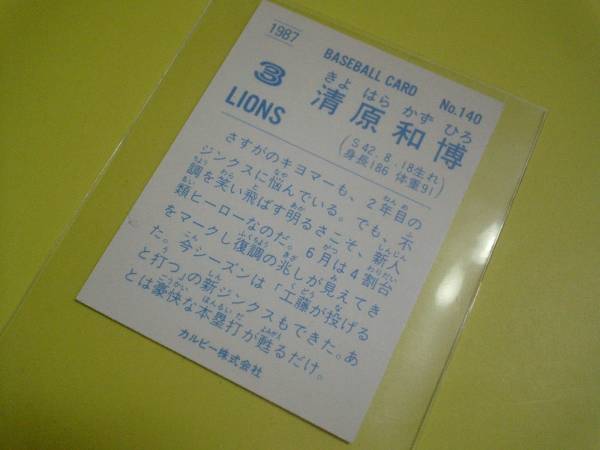 1987
BASEBALL CARD
No.140
3
LIONS
きよ はら かず ひろ
清原和博
(S42.8.18生れ
身長186 体重91)
さすがのキヨマーも、2年目の
ジンクスに悩んでいる。でも、不
調を笑い飛ばす明るさこそ、新人
類ヒーローなのだ。6月は4割台
をマークし復調の兆しが見えてき
た。今シーズンは「工藤が投げる
と打つ」の新ジンクスもできた。あ
とは豪快な本塁打が甦るだけ。
カルビー株式会社